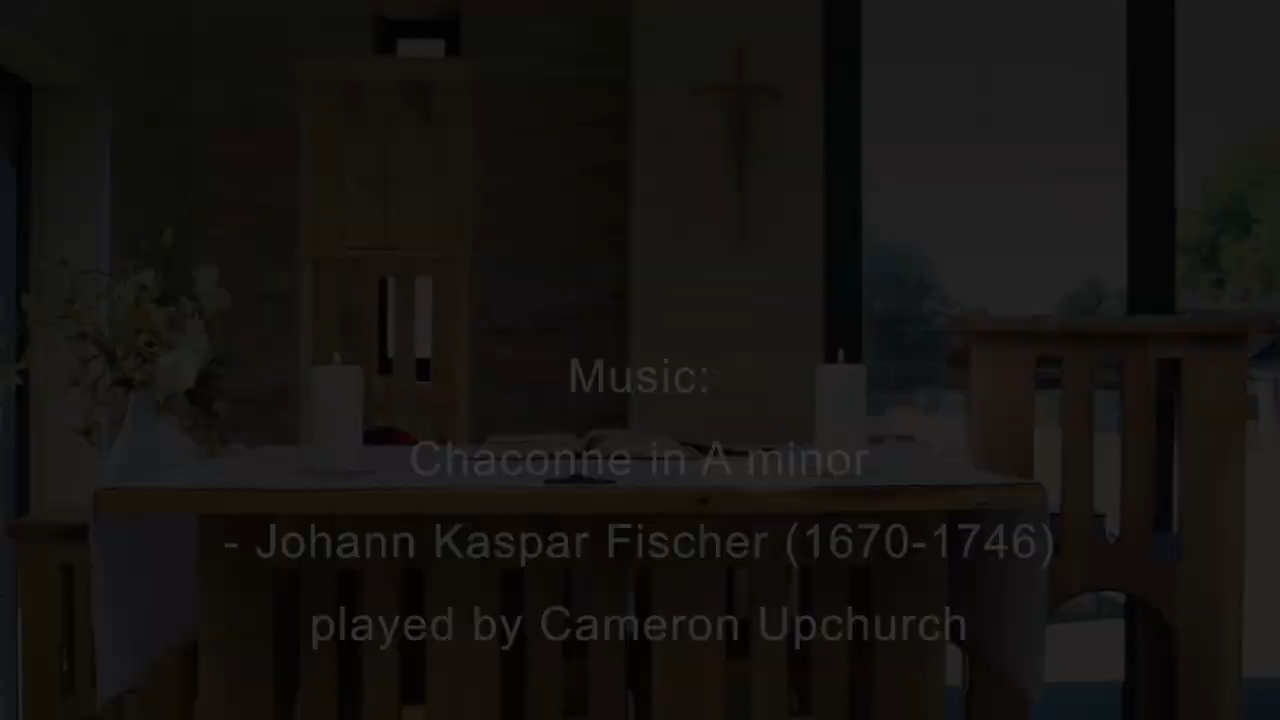 Music:
Chaconne in A minor
- Johann Kaspar Fischer (1670-1746)
played by Cameron Upchurch